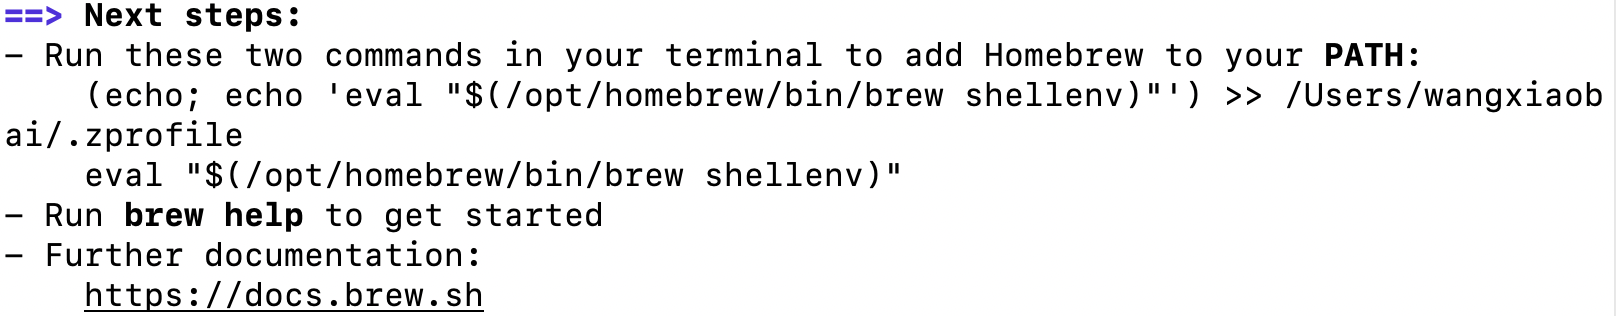 ==> Next steps:
- Run these two commands in your terminal to add Homebrew to your PATH:
    (echo; echo 'eval "$(/opt/homebrew/bin/brew shellenv)"') >> /Users/wangxiaob
ai/.zprofile
    eval "$(/opt/homebrew/bin/brew shellenv)"
- Run brew help to get started
- Further documentation:
    https://docs.brew.sh